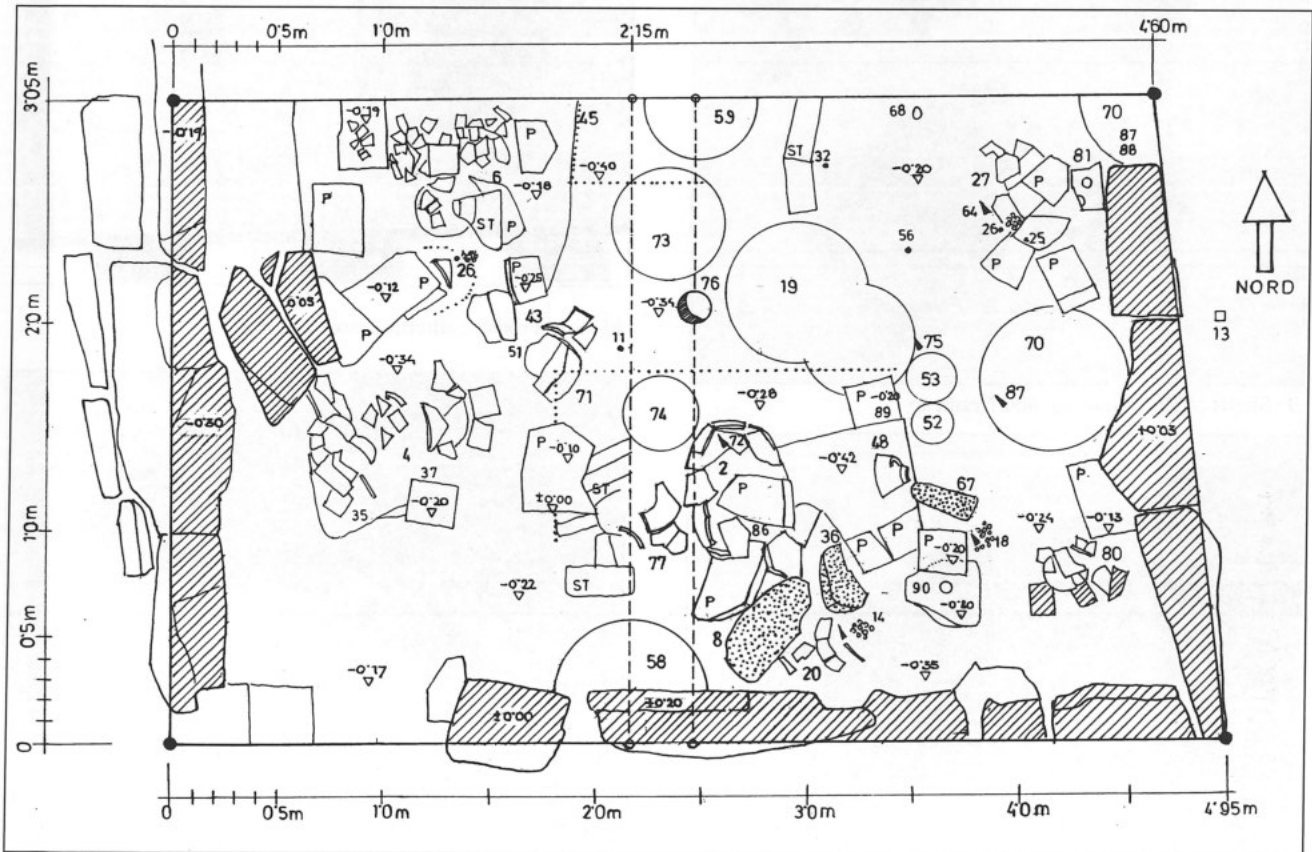 0 0'5m 1'0m 2'15m 4'60m
3'05m
-0'19 -0'19 P 45 59 68 70
87
88
ST 32
-0'40 -0'20 27 81
6 -0'18 P
P ST P 64
26 25
26 73 56 P P
P -0'25 76 19
-0'12 NORD
0'05 P 43 -0'34
2'0m 13
11 75 70
51
-0'34 53 87
71 -0'28 P -0'20
89
74 52 +0'03
-0'30 72 48
P -0'10 2 -0'42
4 67
37 ST P
-0'20 ±0'00
35 86 36 P P P -0'20 18 -0'24 -0'13
1'0m
77 80
-0'22 ST P 90 -0'20
8 14
0'5m 58 20
-0'17 -0'35
±0'00 ±0'20
0
0 0'5m 1'0m 2'0m 3'0m 4'0m 4'95m